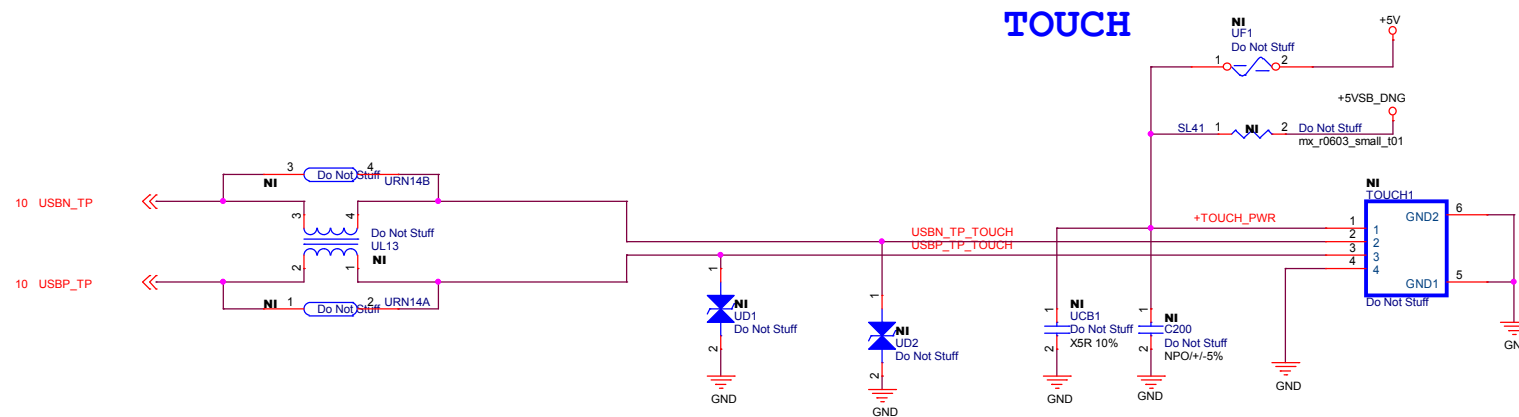 TOUCH
NI
UF1
Do Not Stuff
+5V
1
2
+5VSB_DNG
SL41
1
NI
2
Do Not Stuff
mx_r0603_small_t01
3
4
NI
Do Not Stuff
URN14B
10 USBN_TP
3
4
Do Not Stuff
UL13
NI
2
1
10 USBP_TP
NI
1
2
Do Not Stuff
URN14A
USBN_TP_TOUCH
USBP_TP_TOUCH
+TOUCH_PWR
NI
TOUCH1
1
2
3
4
1
2
3
4
GND2
6
GND1
5
Do Not Stuff
1
NI
UD1
Do Not Stuff
2
GND
1
NI
UD2
Do Not Stuff
2
GND
1
NI
UCB1
Do Not Stuff
X5R 10%
2
GND
1
NI
C200
Do Not Stuff
NPO/+/-5%
2
GND
GND
GN